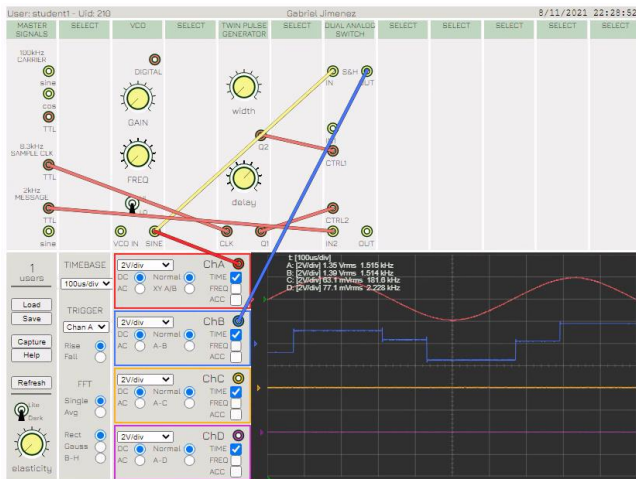 User: student1 - Uid: 210
Gabriel Jimenez
8/11/2021 22:28:52
MASTER SIGNALS
SELECT
VCO
SELECT
TWIN PULSE GENERATOR
SELECT
DUAL ANALOG SWITCH
SELECT
SELECT
SELECT
SELECT
SELECT
100kHz CARRIER
DIGITAL
S&H
IN
OUT
sine
cos
GAIN
width
TTL
Q2
8.3kHz SAMPLE CLK
CTRL1
FREQ
TTL
delay
2kHz MESSAGE
LO
CTRL2
TTL
sine
VCO IN
SINE
CLK
Q1
IN2
OUT
1 users
TIMEBASE
100us/div
TRIGGER
Chan A
Rise
Fall
FFT
Single
Avg
Rect
Gauss
B-H
Load
Save
Capture
Help
Refresh
Lite
Dark
elasticity
2V/div
ChA
DC
Normal
TIME
AC
X-Y A/B
FREQ
ACC
2V/div
ChB
DC
Normal
TIME
AC
A-B
FREQ
ACC
2V/div
ChC
DC
Normal
TIME
AC
A-C
FREQ
ACC
2V/div
ChD
DC
Normal
TIME
AC
A-D
FREQ
ACC
t: [100us/div]
A: [2V/div] 1.35 Vrms 1.515 kHz
B: [2V/div] 1.39 Vrms 1.514 kHz
C: [2V/div] 63.1 mVrms 181.6 kHz
D: [2V/div] 77.1 mVrms 2.228 kHz